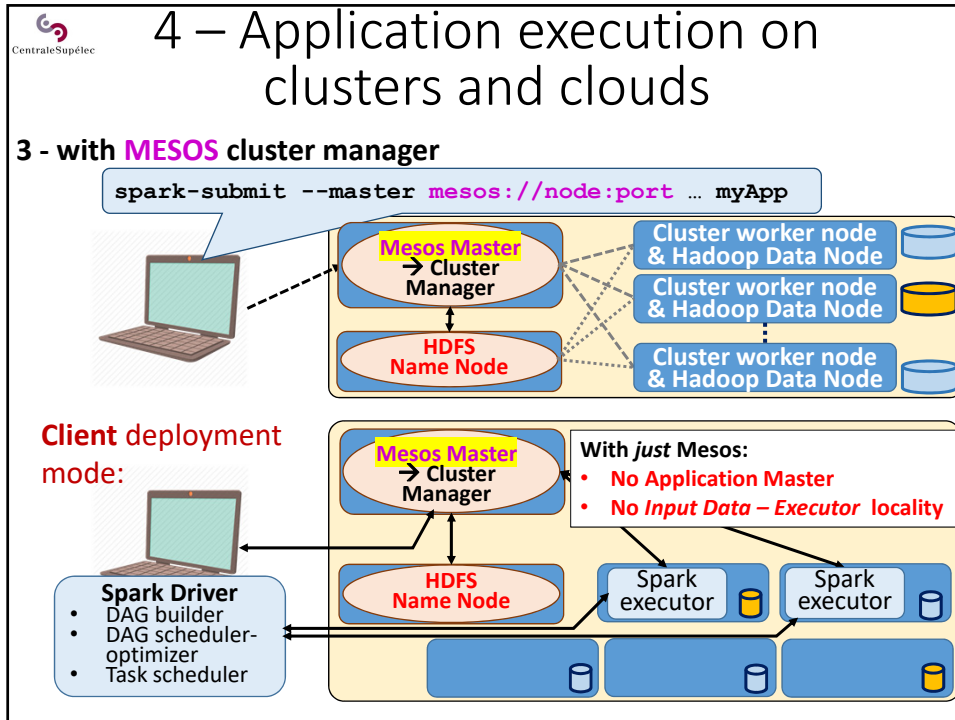 CentraleSupélec
4 – Application execution on
clusters and clouds
3 - with MESOS cluster manager
spark-submit --master mesos://node:port … myApp
Mesos Master
→ Cluster
Manager
HDFS
Name Node
Cluster worker node
& Hadoop Data Node
Cluster worker node
& Hadoop Data Node
Cluster worker node
& Hadoop Data Node
Client deployment
mode:
Mesos Master
→ Cluster
Manager
With just Mesos:
• No Application Master
• No Input Data – Executor locality
HDFS
Name Node
Spark
executor
Spark
executor
Spark Driver
• DAG builder
• DAG scheduler-
optimizer
• Task scheduler